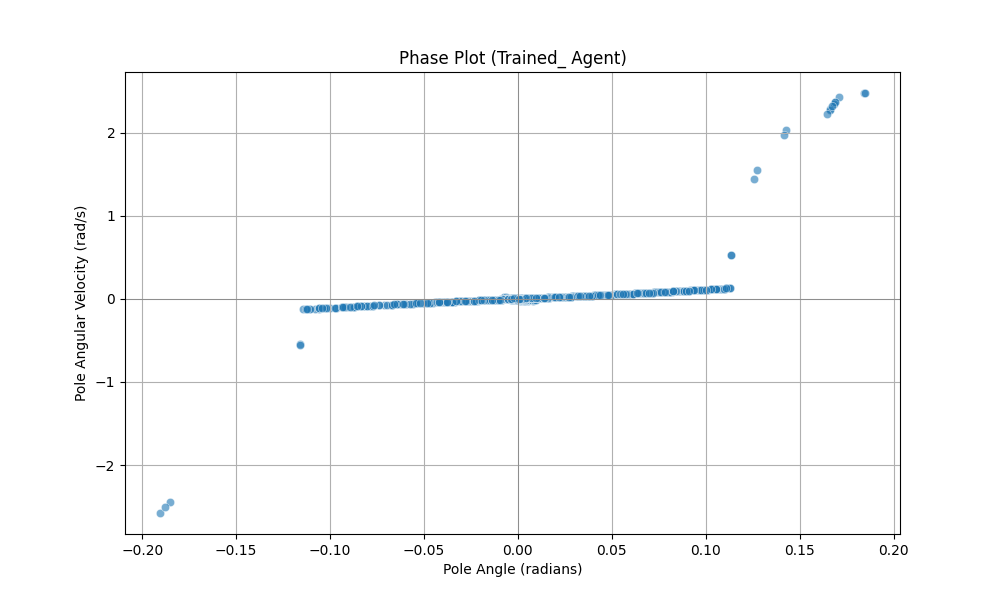 Phase Plot (Trained_ Agent)
Pole Angular Velocity (rad/s)
2
1
0
−1
−2
−0.20 −0.15 −0.10 −0.05 0.00 0.05 0.10 0.15 0.20
Pole Angle (radians)